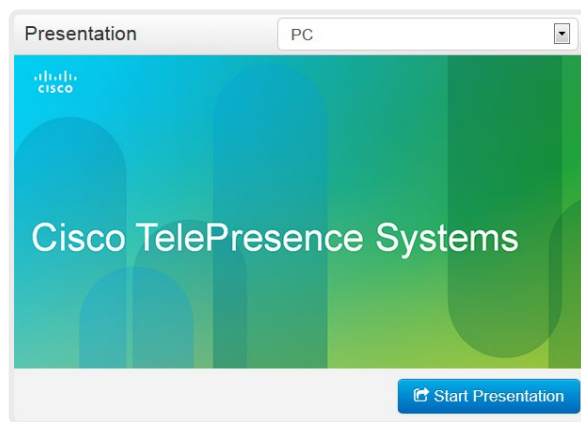 Presentation
PC
CISCO
Cisco TelePresence Systems
Start Presentation